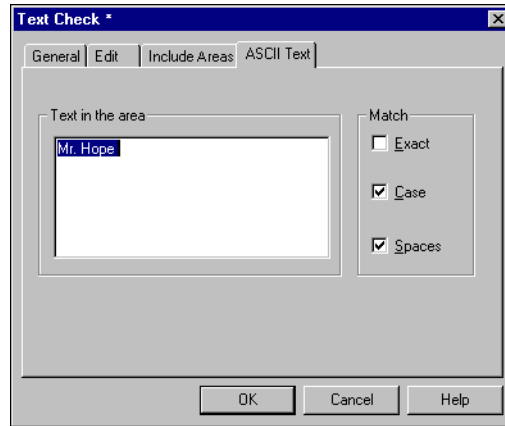 Text Check *
General Edit Include Areas ASCII Text
Text in the area
Mr. Hope
Match
Exact
Case
Spaces
OK Cancel Help